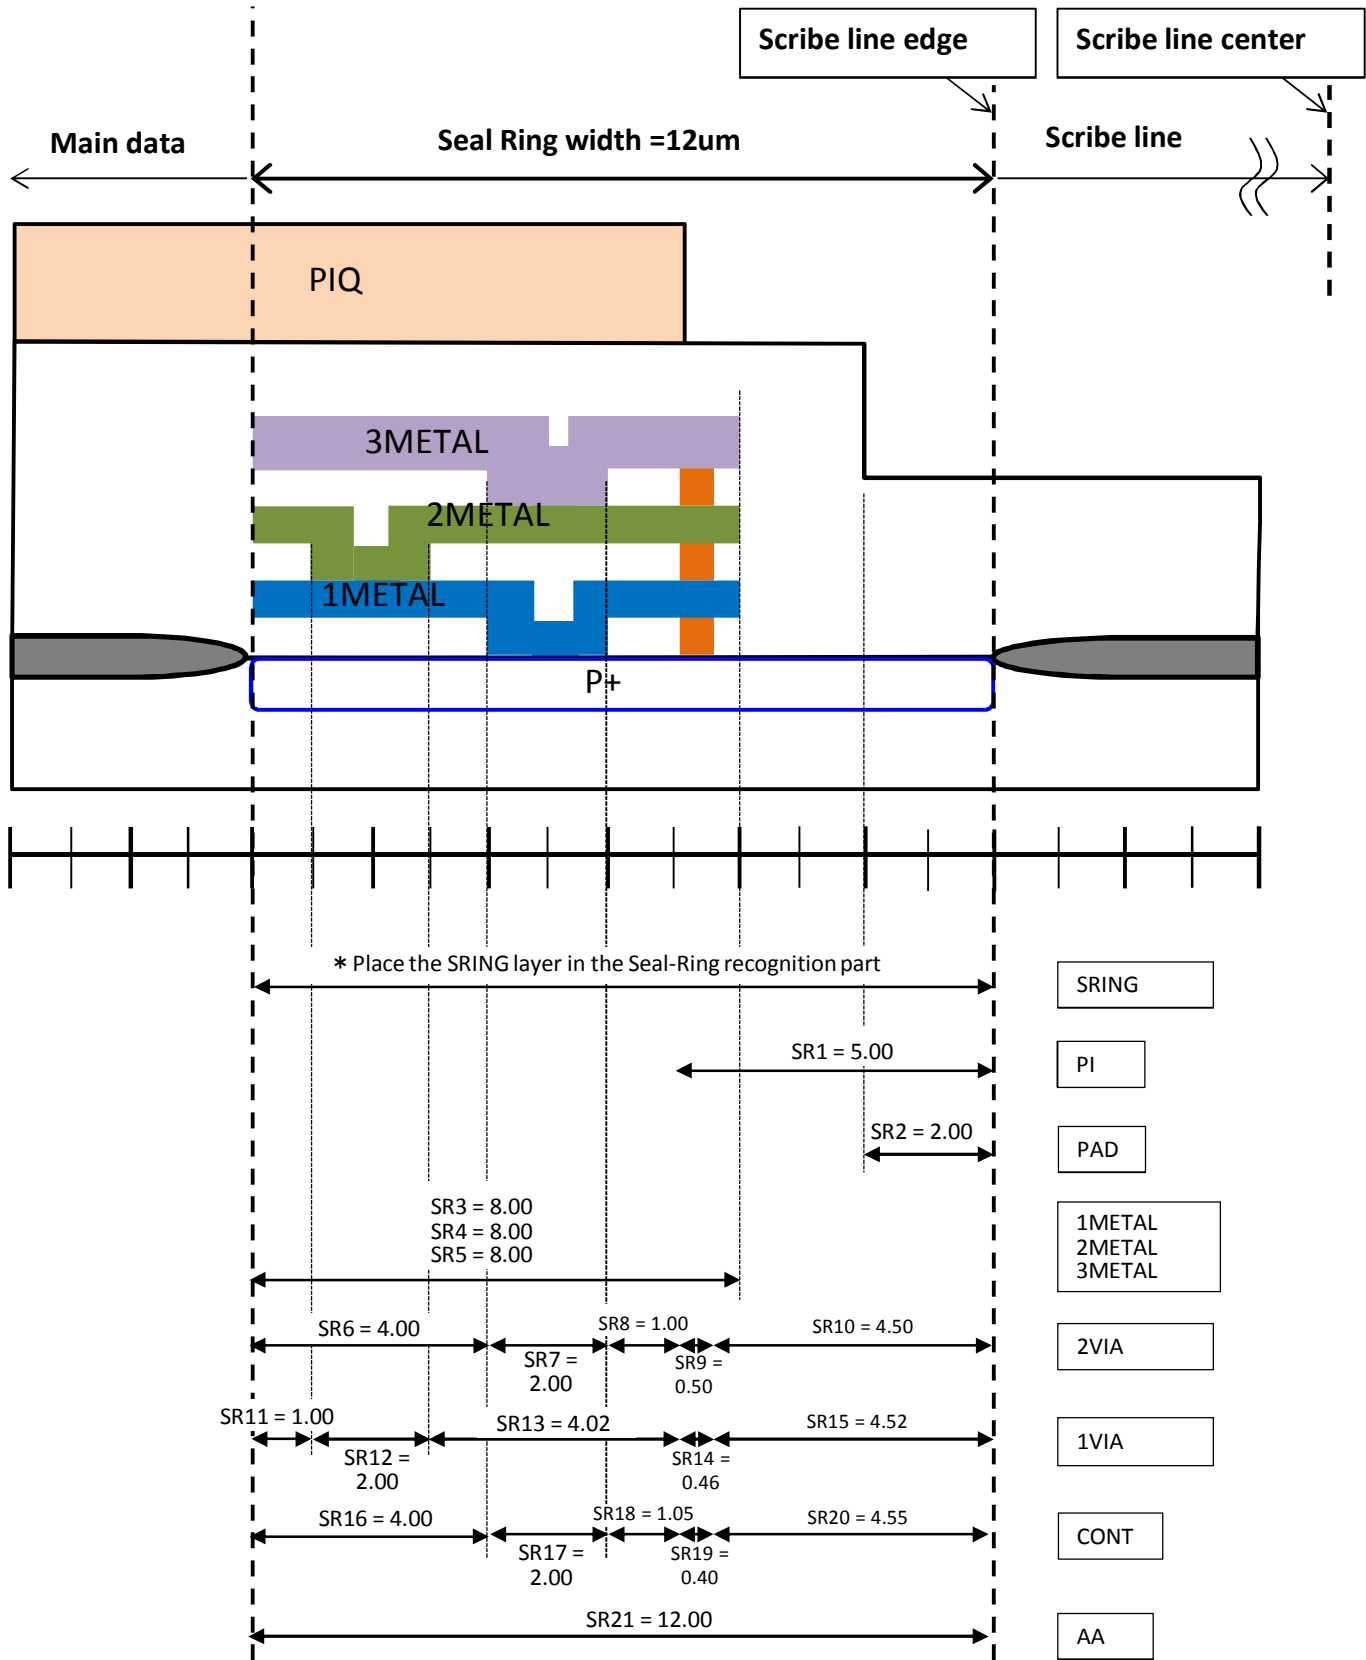 Scribe line edge
Scribe line center
Main data
Seal Ring width =12um
Scribe line
PIQ
3METAL
2METAL
1METAL
P+
* Place the SRING layer in the Seal-Ring recognition part
SRING
SR1 = 5.00
PI
SR2 = 2.00
PAD
SR3 = 8.00
SR4 = 8.00
SR5 = 8.00
1METAL
2METAL
3METAL
SR6 = 4.00
SR7 =
2.00
SR8 = 1.00
SR9 =
0.50
SR10 = 4.50
2VIA
SR11 = 1.00
SR12 =
2.00
SR13 = 4.02
SR14 =
0.46
SR15 = 4.52
1VIA
SR16 = 4.00
SR17 =
2.00
SR18 = 1.05
SR19 =
0.40
SR20 = 4.55
CONT
SR21 = 12.00
AA